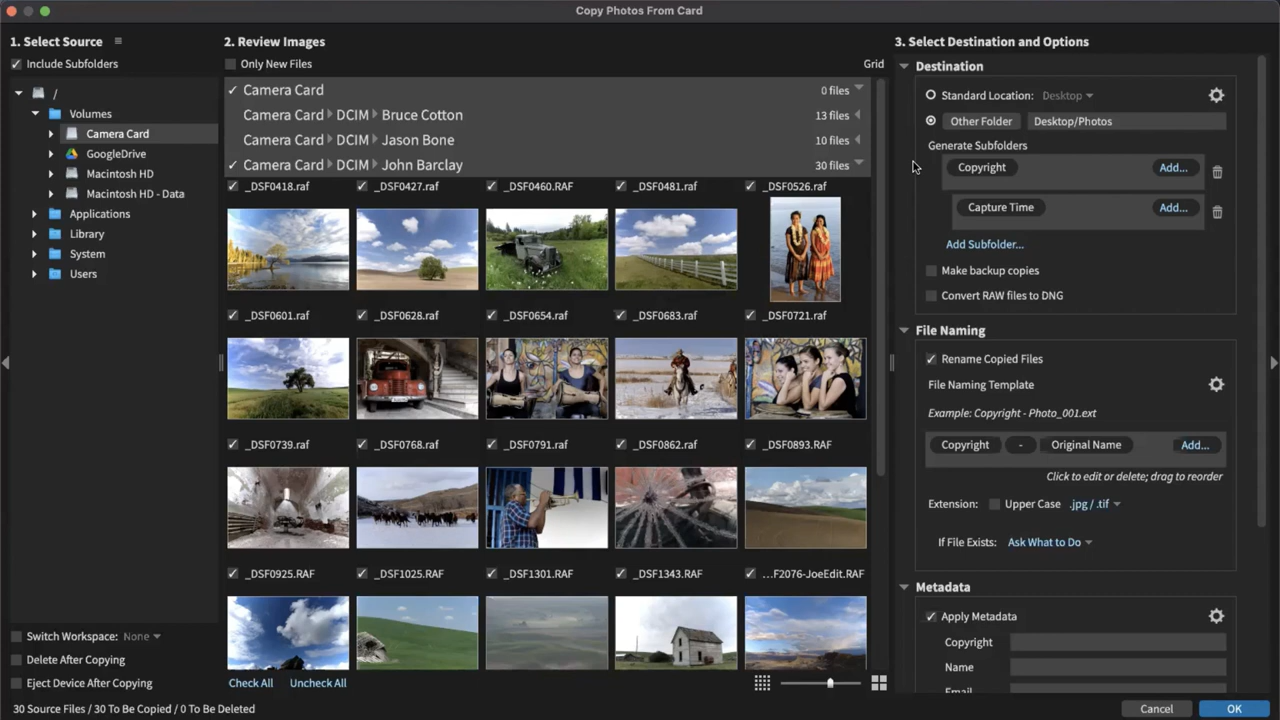 Copy Photos From Card
1. Select Source
Include Subfolders
/
Volumes
Camera Card
GoogleDrive
Macintosh HD
Macintosh HD - Data
Applications
Library
System
Users
Switch Workspace: None
Delete After Copying
Eject Device After Copying
30 Source Files / 30 To Be Copied / 0 To Be Deleted
2. Review Images
Only New Files
Grid
Camera Card 0 files
Camera Card DCIM Bruce Cotton 13 files
Camera Card DCIM Jason Bone 10 files
Camera Card DCIM John Barclay 30 files
_DSF0418.raf _DSF0427.raf _DSF0460.RAF _DSF0481.raf _DSF0526.raf
_DSF0601.raf _DSF0628.raf _DSF0654.raf _DSF0683.raf _DSF0721.raf
_DSF0739.raf _DSF0768.raf _DSF0791.raf _DSF0862.raf _DSF0893.RAF
_DSF0925.RAF _DSF1025.RAF _DSF1301.RAF _DSF1343.RAF ...F2076-JoeEdit.RAF
Check All Uncheck All
3. Select Destination and Options
Destination
Standard Location: Desktop
Other Folder Desktop/Photos
Generate Subfolders
Copyright Add...
Capture Time Add...
Add Subfolder...
Make backup copies
Convert RAW files to DNG
File Naming
Rename Copied Files
File Naming Template
Example: Copyright - Photo_001.ext
Copyright - Original Name Add...
Click to edit or delete; drag to reorder
Extension: Upper Case .jpg / .tif
If File Exists: Ask What to Do
Metadata
Apply Metadata
Copyright
Name
Email
Cancel OK